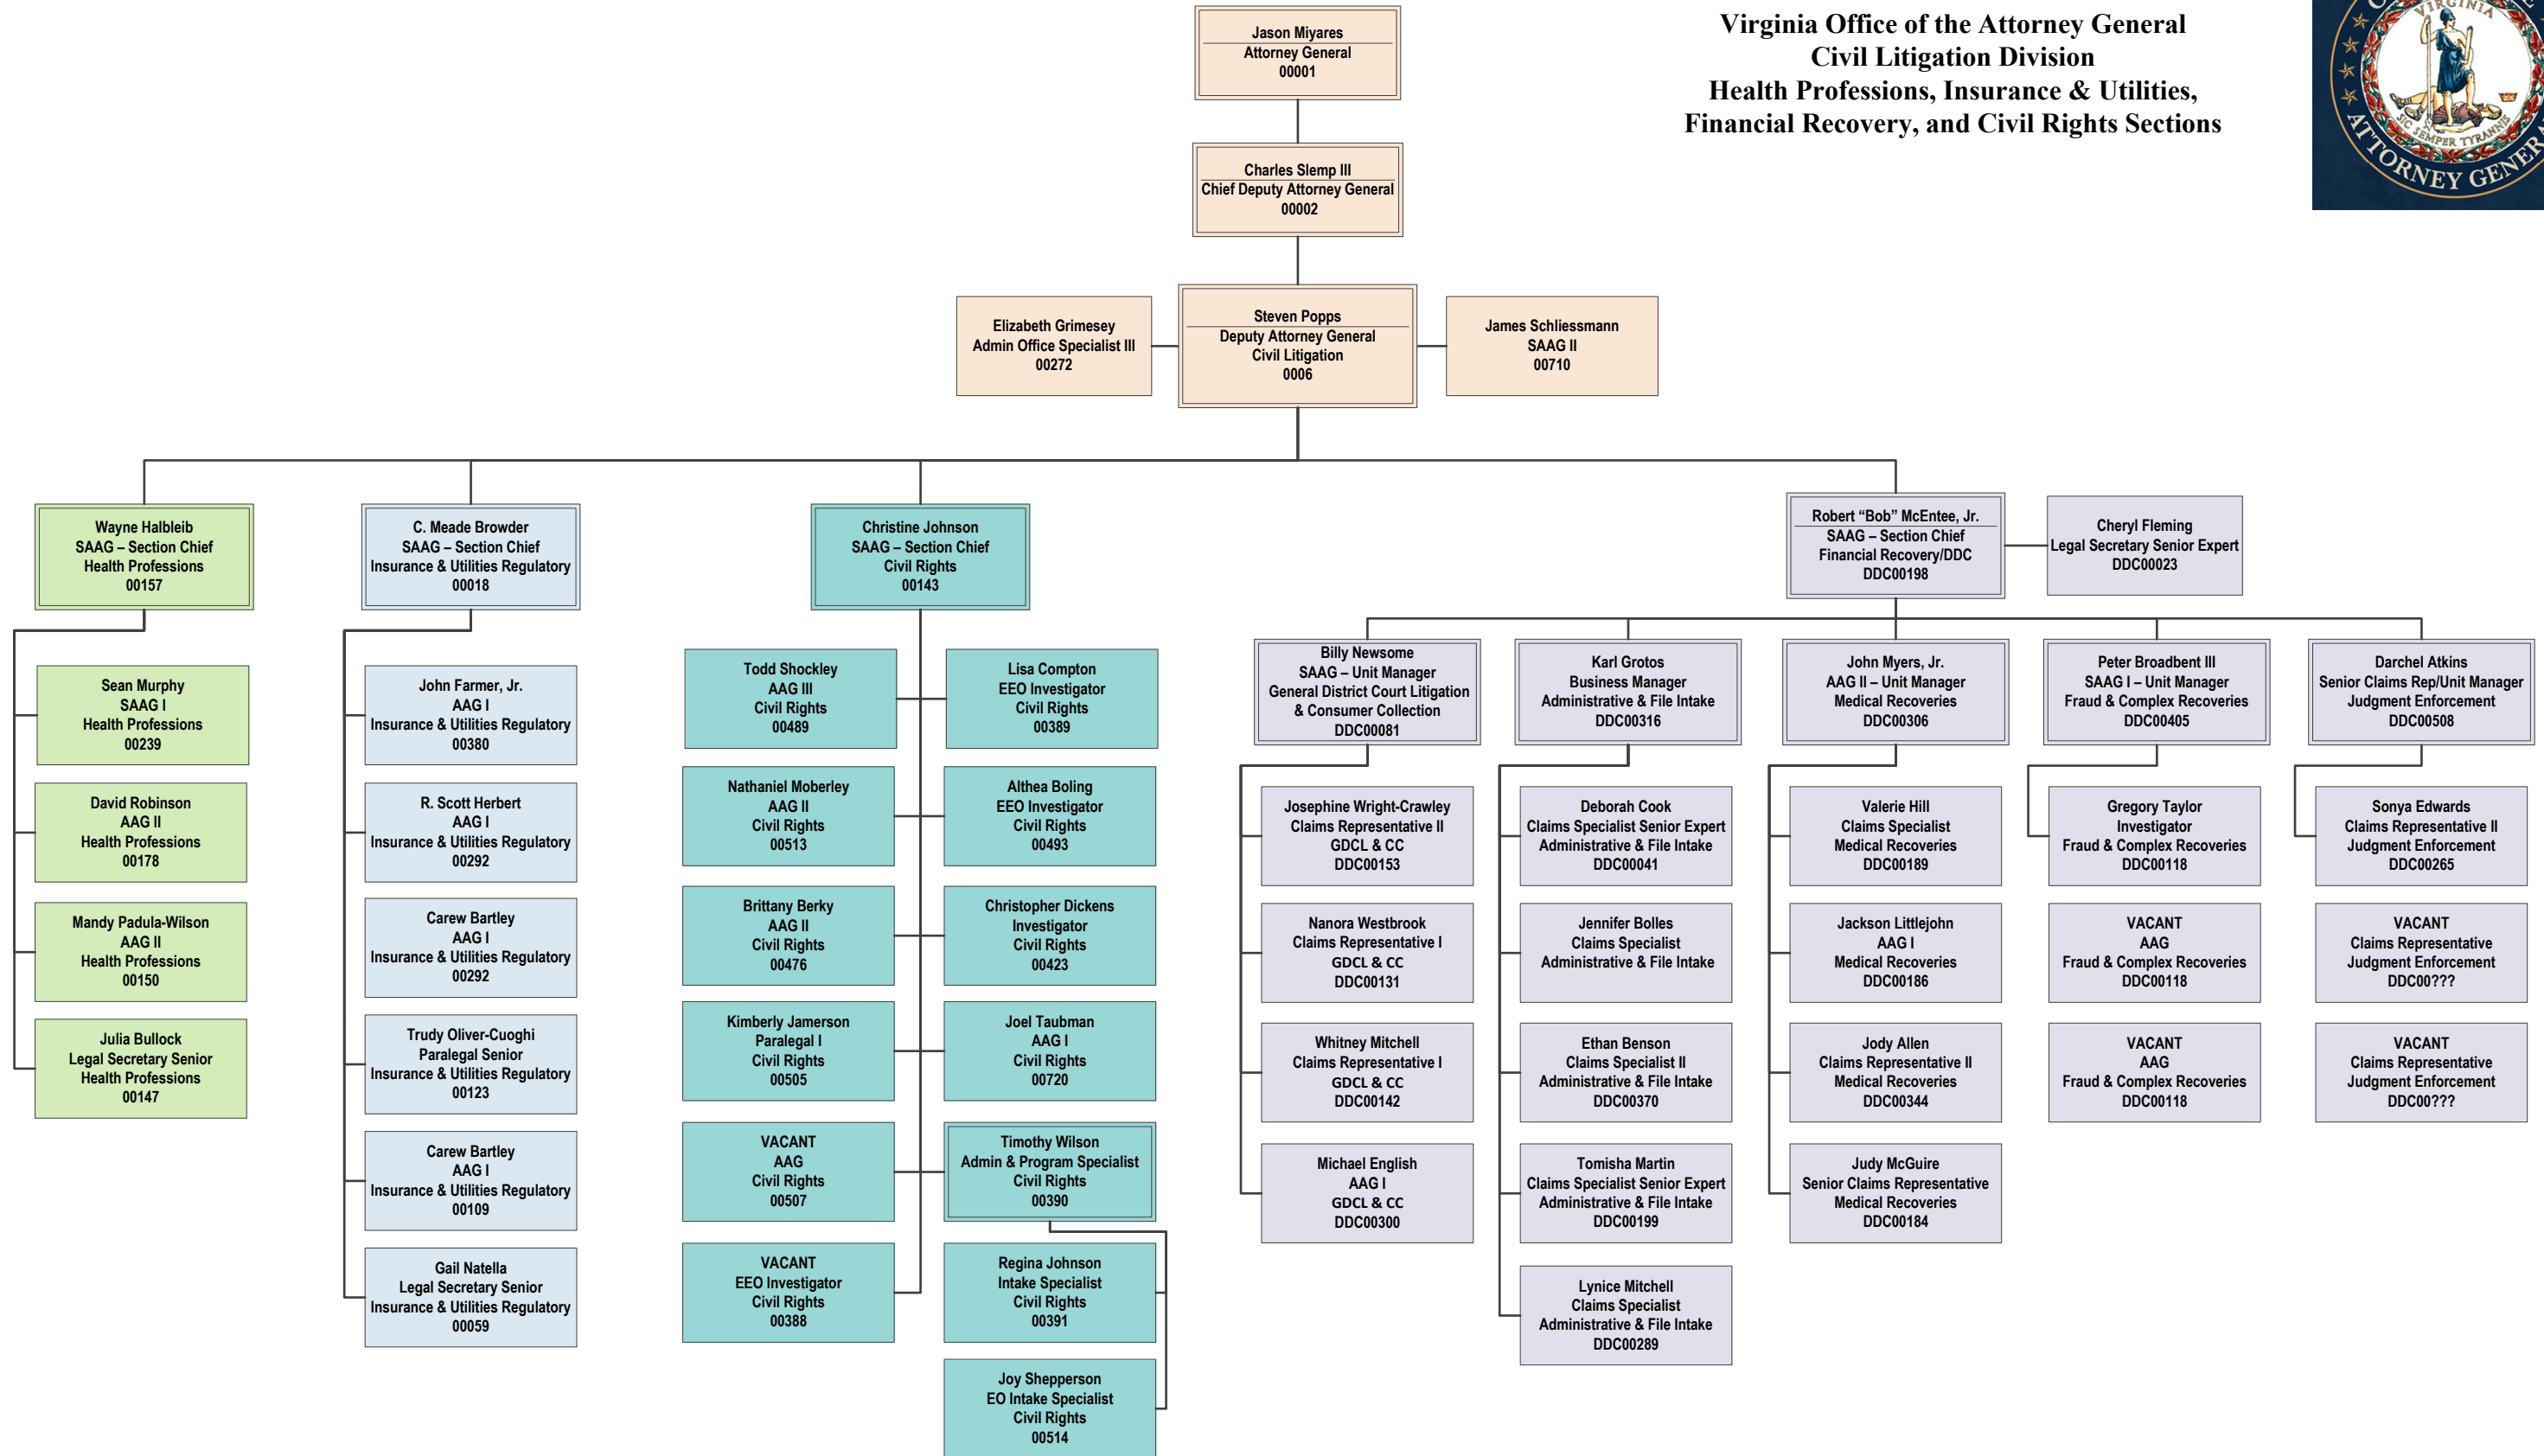 Virginia Office of the Attorney General
Civil Litigation Division
Health Professions, Insurance & Utilities,
Financial Recovery, and Civil Rights Sections
VIRGINIA
SIC SEMPER TYRANNIS
ATTORNEY GENER
Jason Miyares
Attorney General
00001
Charles Slemp III
Chief Deputy Attorney General
00002
Elizabeth Grimesey
Admin Office Specialist III
00272
Steven Popps
Deputy Attorney General
Civil Litigation
0006
James Schliessmann
SAAG II
00710
Wayne Halbleib
SAAG – Section Chief
Health Professions
00157
C. Meade Browder
SAAG – Section Chief
Insurance & Utilities Regulatory
00018
Christine Johnson
SAAG – Section Chief
Civil Rights
00143
Robert “Bob” McEntee, Jr.
SAAG – Section Chief
Financial Recovery/DDC
DDC00198
Cheryl Fleming
Legal Secretary Senior Expert
DDC00023
Sean Murphy
SAAG I
Health Professions
00239
David Robinson
AAG II
Health Professions
00178
Mandy Padula-Wilson
AAG II
Health Professions
00150
Julia Bullock
Legal Secretary Senior
Health Professions
00147
John Farmer, Jr.
AAG I
Insurance & Utilities Regulatory
00380
R. Scott Herbert
AAG I
Insurance & Utilities Regulatory
00292
Carew Bartley
AAG I
Insurance & Utilities Regulatory
00292
Trudy Oliver-Cuoghi
Paralegal Senior
Insurance & Utilities Regulatory
00123
Carew Bartley
AAG I
Insurance & Utilities Regulatory
00109
Gail Natella
Legal Secretary Senior
Insurance & Utilities Regulatory
00059
Todd Shockley
AAG III
Civil Rights
00489
Lisa Compton
EEO Investigator
Civil Rights
00389
Nathaniel Moberley
AAG II
Civil Rights
00513
Althea Boling
EEO Investigator
Civil Rights
00493
Brittany Berky
AAG II
Civil Rights
00476
Christopher Dickens
Investigator
Civil Rights
00423
Kimberly Jamerson
Paralegal I
Civil Rights
00505
Joel Taubman
AAG I
Civil Rights
00720
VACANT
AAG
Civil Rights
00507
Timothy Wilson
Admin & Program Specialist
Civil Rights
00390
VACANT
EEO Investigator
Civil Rights
00388
Regina Johnson
Intake Specialist
Civil Rights
00391
Joy Shepperson
EO Intake Specialist
Civil Rights
00514
Billy Newsome
SAAG – Unit Manager
General District Court Litigation
& Consumer Collection
DDC00081
Josephine Wright-Crawley
Claims Representative II
GDCL & CC
DDC00153
Nanora Westbrook
Claims Representative I
GDCL & CC
DDC00131
Whitney Mitchell
Claims Representative I
GDCL & CC
DDC00142
Michael English
AAG I
GDCL & CC
DDC00300
Karl Grotos
Business Manager
Administrative & File Intake
DDC00316
Deborah Cook
Claims Specialist Senior Expert
Administrative & File Intake
DDC00041
Jennifer Bolles
Claims Specialist
Administrative & File Intake
Ethan Benson
Claims Specialist II
Administrative & File Intake
DDC00370
Tomisha Martin
Claims Specialist Senior Expert
Administrative & File Intake
DDC00199
Lynice Mitchell
Claims Specialist
Administrative & File Intake
DDC00289
John Myers, Jr.
AAG II – Unit Manager
Medical Recoveries
DDC00306
Valerie Hill
Claims Specialist
Medical Recoveries
DDC00189
Jackson Littlejohn
AAG I
Medical Recoveries
DDC00186
Jody Allen
Claims Representative II
Medical Recoveries
DDC00344
Judy McGuire
Senior Claims Representative
Medical Recoveries
DDC00184
Peter Broadbent III
SAAG I – Unit Manager
Fraud & Complex Recoveries
DDC00405
Gregory Taylor
Investigator
Fraud & Complex Recoveries
DDC00118
VACANT
AAG
Fraud & Complex Recoveries
DDC00118
VACANT
AAG
Fraud & Complex Recoveries
DDC00118
Darchel Atkins
Senior Claims Rep/Unit Manager
Judgment Enforcement
DDC00508
Sonya Edwards
Claims Representative II
Judgment Enforcement
DDC00265
VACANT
Claims Representative
Judgment Enforcement
DDC00???
VACANT
Claims Representative
Judgment Enforcement
DDC00???